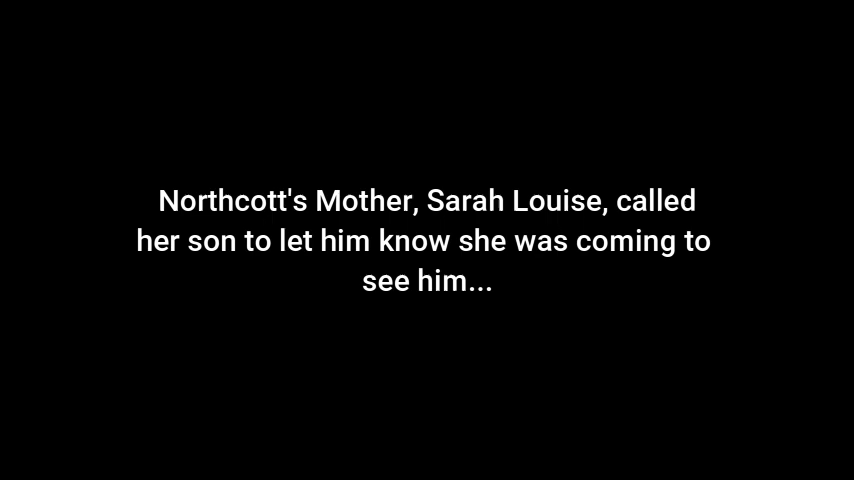 Northcott's Mother, Sarah Louise, called
her son to let him know she was coming to
see him...